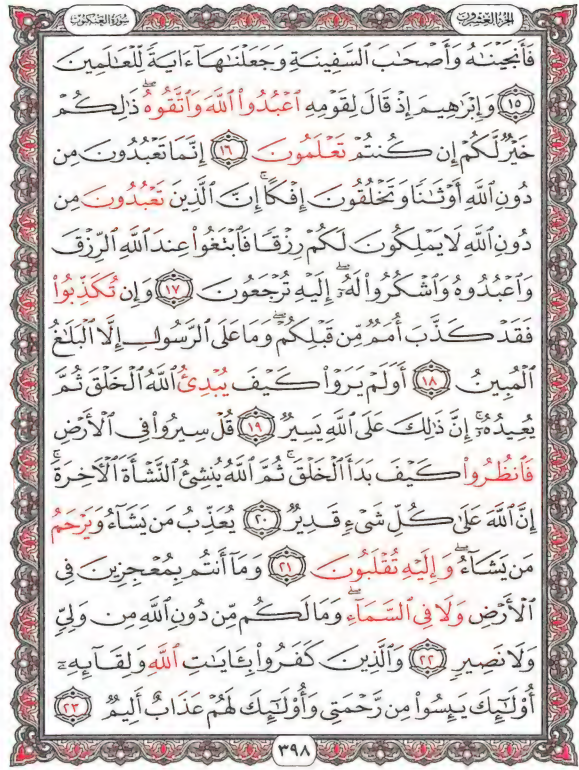 الجزء العشرون
سورة العنكبوت
فَأَنجَيْنَٰهُ وَأَصْحَٰبَ ٱلسَّفِينَةِ وَجَعَلْنَٰهَآ ءَايَةً لِّلْعَٰلَمِينَ
١٥ وَإِبْرَٰهِيمَ إِذْ قَالَ لِقَوْمِهِ ٱعْبُدُوا۟ ٱللَّهَ وَٱتَّقُوهُ ۖ ذَٰلِكُمْ
خَيْرٌ لَّكُمْ إِن كُنتُمْ تَعْلَمُونَ ١٦ إِنَّمَا تَعْبُدُونَ مِن
دُونِ ٱللَّهِ أَوْثَٰنًا وَتَخْلُقُونَ إِفْكًا ۚ إِنَّ ٱلَّذِينَ تَعْبُدُونَ مِن
دُونِ ٱللَّهِ لَا يَمْلِكُونَ لَكُمْ رِزْقًا فَٱبْتَغُوا۟ عِندَ ٱللَّهِ ٱلرِّزْقَ
وَٱعْبُدُوهُ وَٱشْكُرُوا۟ لَهُۥٓ ۖ إِلَيْهِ تُرْجَعُونَ ١٧ وَإِن تُكَذِّبُوا۟
فَقَدْ كَذَّبَ أُمَمٌ مِّن قَبْلِكُمْ ۖ وَمَا عَلَى ٱلرَّسُولِ إِلَّا ٱلْبَلَٰغُ
ٱلْمُبِينُ ١٨ أَوَلَمْ يَرَوْا۟ كَيْفَ يُبْدِئُ ٱللَّهُ ٱلْخَلْقَ ثُمَّ
يُعِيدُهُۥٓ ۚ إِنَّ ذَٰلِكَ عَلَى ٱللَّهِ يَسِيرٌ ١٩ قُلْ سِيرُوا۟ فِى ٱلْأَرْضِ
فَٱنظُرُوا۟ كَيْفَ بَدَأَ ٱلْخَلْقَ ۚ ثُمَّ ٱللَّهُ يُنشِئُ ٱلنَّشْأَةَ ٱلْءَاخِرَةَ ۚ
إِنَّ ٱللَّهَ عَلَىٰ كُلِّ شَىْءٍ قَدِيرٌ ٢٠ يُعَذِّبُ مَن يَشَآءُ وَيَرْحَمُ
مَن يَشَآءُ ۖ وَإِلَيْهِ تُقْلَبُونَ ٢١ وَمَآ أَنتُم بِمُعْجِزِينَ فِى
ٱلْأَرْضِ وَلَا فِى ٱلسَّمَآءِ ۖ وَمَا لَكُم مِّن دُونِ ٱللَّهِ مِن وَلِىٍّ
وَلَا نَصِيرٍ ٢٢ وَٱلَّذِينَ كَفَرُوا۟ بِـَٔايَٰتِ ٱللَّهِ وَلِقَآئِهِۦٓ
أُو۟لَٰٓئِكَ يَئِسُوا۟ مِن رَّحْمَتِى وَأُو۟لَٰٓئِكَ لَهُمْ عَذَابٌ أَلِيمٌ ٢٣
٣٩٨